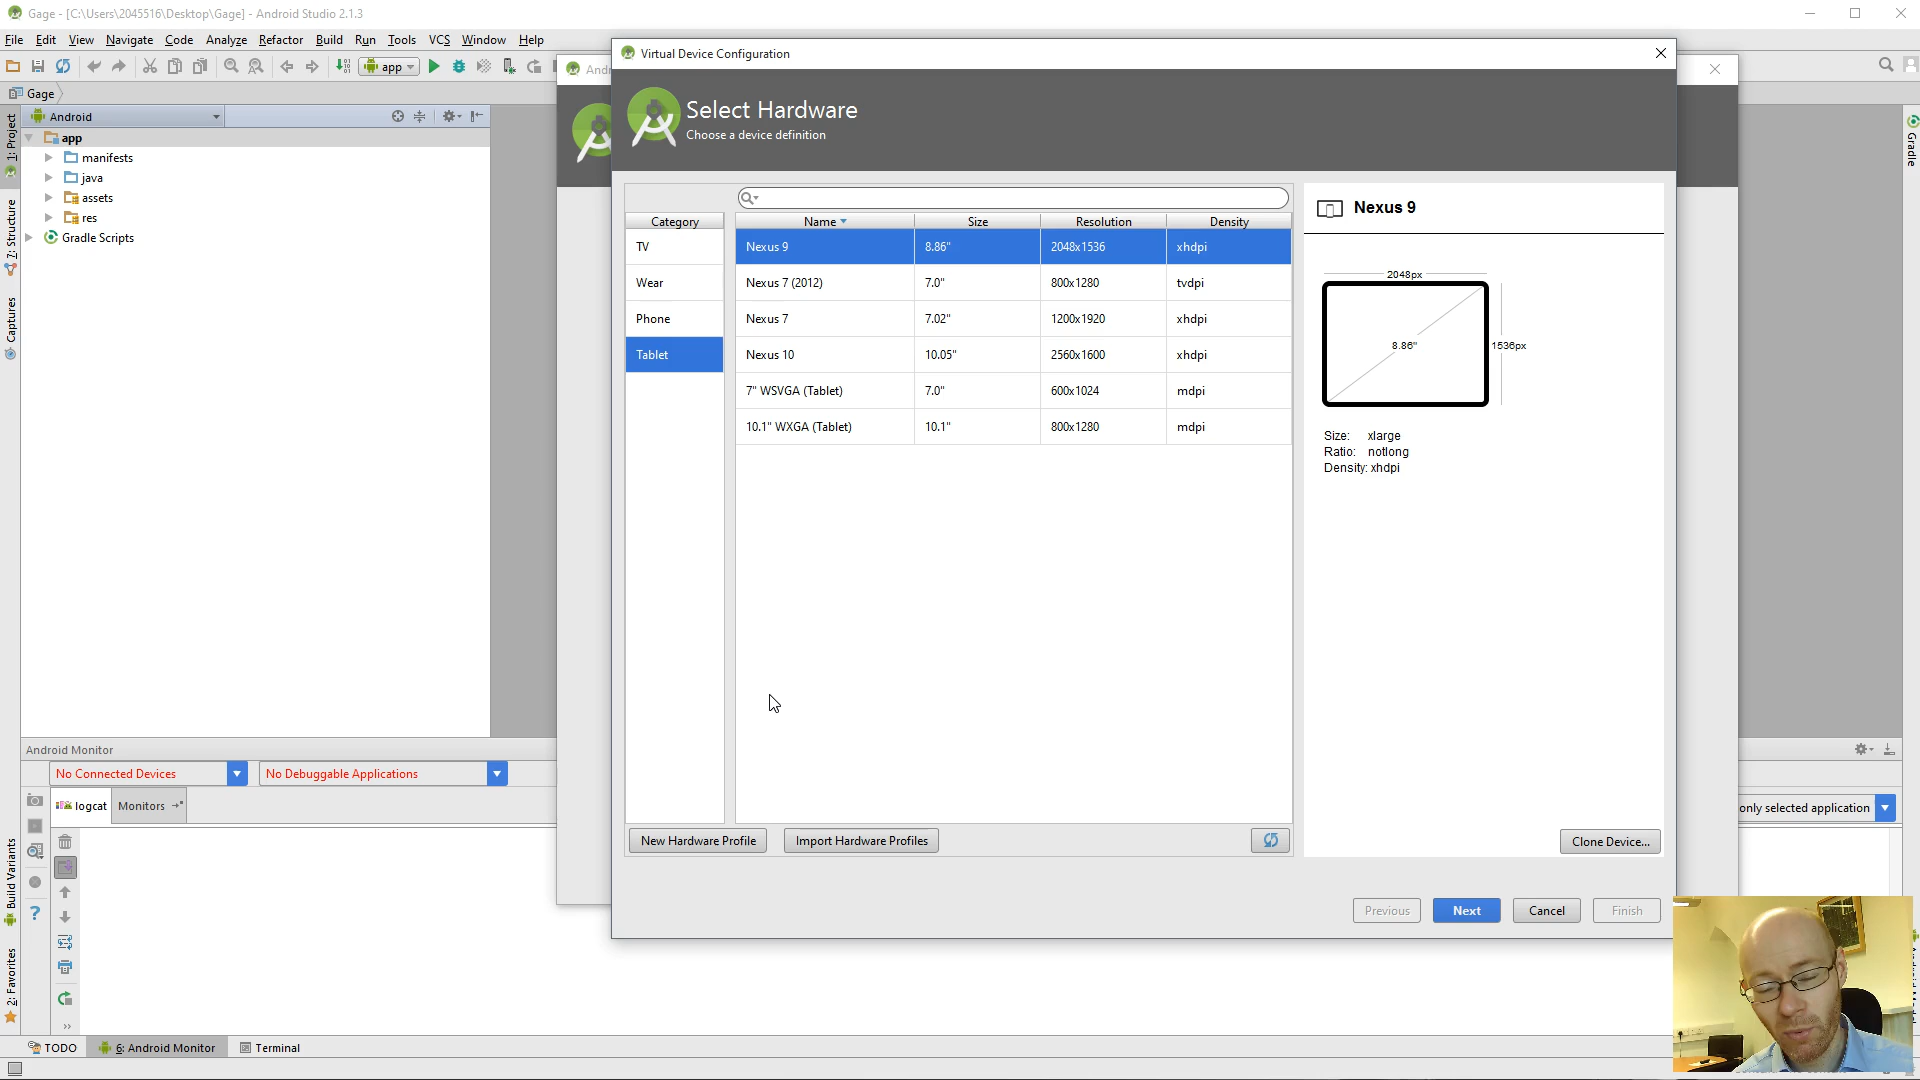 Gage - [C:\Users\2045516\Desktop\Gage] - Android Studio 2.1.3
File Edit View Navigate Code Analyze Refactor Build Run Tools VCS Window Help
app
Gage
Android
1: Project
7: Structure
Captures
Build Variants
2: Favorites
app
manifests
java
assets
res
Gradle Scripts
Gradle
Virtual Device Configuration
Select Hardware
Choose a device definition
Category
TV
Wear
Phone
Tablet
Name Size Resolution Density
Nexus 9 8.86" 2048x1536 xhdpi
Nexus 7 (2012) 7.0" 800x1280 tvdpi
Nexus 7 7.02" 1200x1920 xhdpi
Nexus 10 10.05" 2560x1600 xhdpi
7" WSVGA (Tablet) 7.0" 600x1024 mdpi
10.1" WXGA (Tablet) 10.1" 800x1280 mdpi
Nexus 9
2048px
8.86"
1536px
Size: xlarge
Ratio: notlong
Density: xhdpi
New Hardware Profile
Import Hardware Profiles
Clone Device...
Previous Next Cancel Finish
Android Monitor
No Connected Devices
No Debuggable Applications
logcat Monitors
only selected application
TODO 6: Android Monitor Terminal